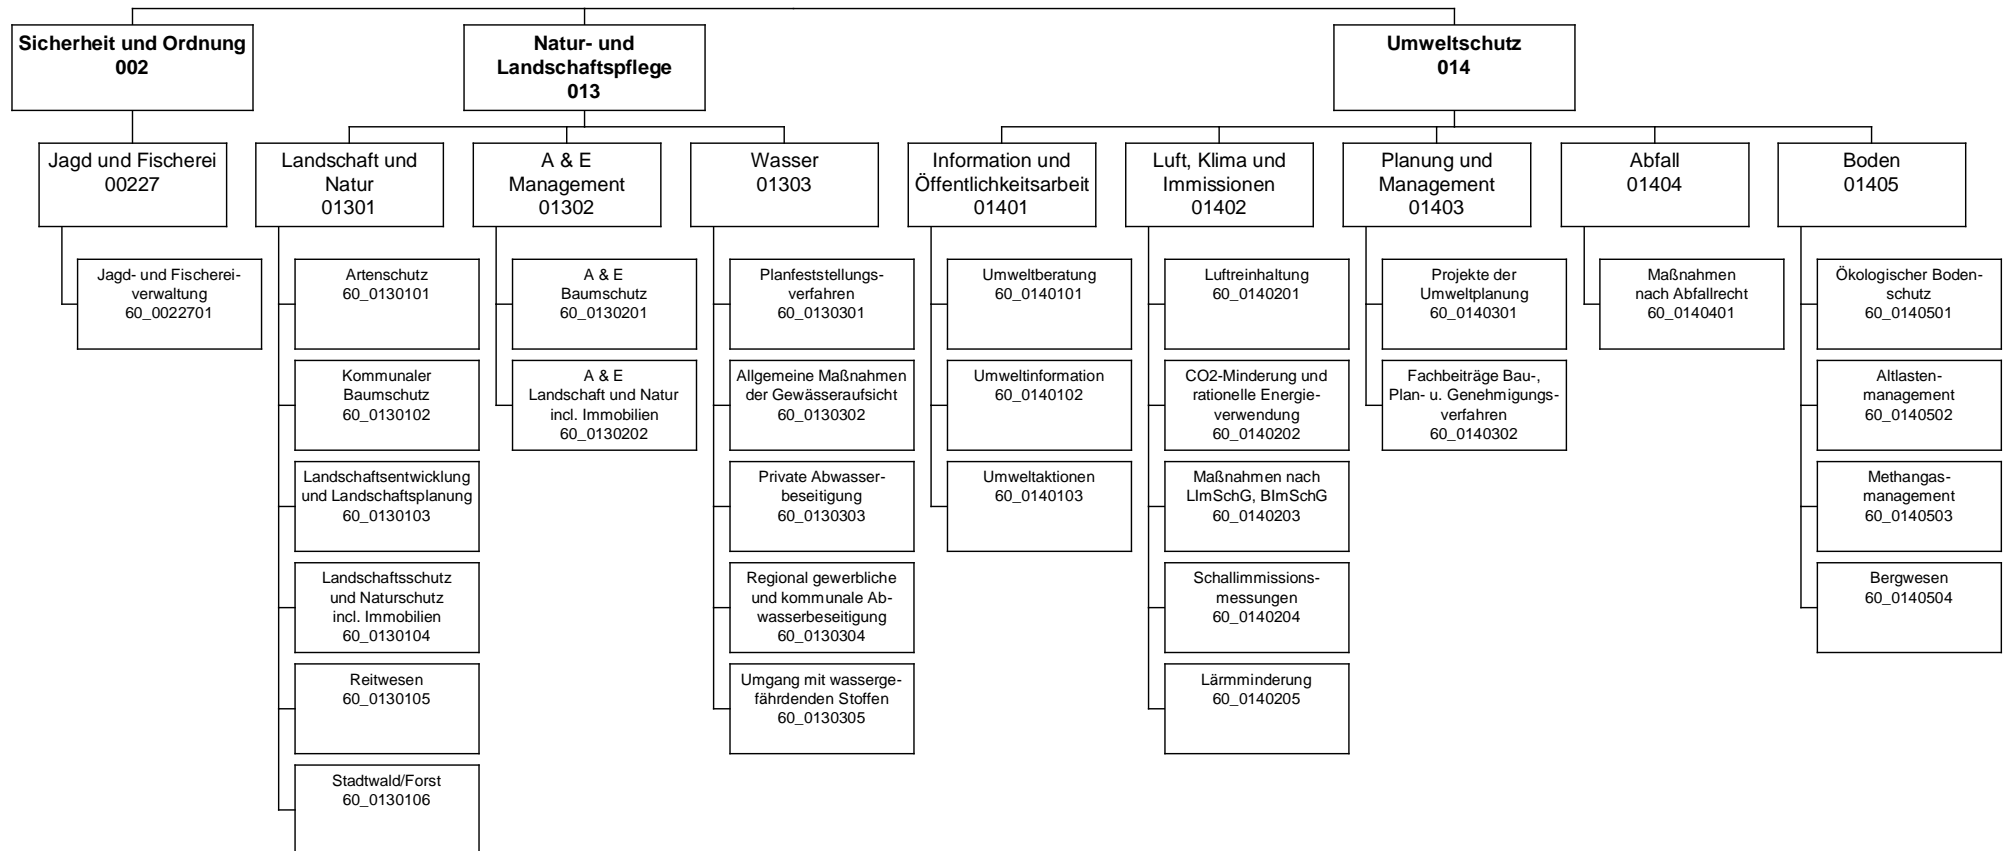 Sicherheit und Ordnung
002
Natur- und
Landschaftspflege
013
Umweltschutz
014
Jagd und Fischerei
00227
Landschaft und
Natur
01301
A & E
Management
01302
Wasser
01303
Information und
Öffentlichkeitsarbeit
01401
Luft, Klima und
Immissionen
01402
Planung und
Management
01403
Abfall
01404
Boden
01405
Jagd- und Fischerei-
verwaltung
60_0022701
Artenschutz
60_0130101
Kommunaler
Baumschutz
60_0130102
Landschaftsentwicklung
und Landschaftsplanung
60_0130103
Landschaftsschutz
und Naturschutz
incl. Immobilien
60_0130104
Reitwesen
60_0130105
Stadtwald/Forst
60_0130106
A & E
Baumschutz
60_0130201
A & E
Landschaft und Natur
incl. Immobilien
60_0130202
Planfeststellungs-
verfahren
60_0130301
Allgemeine Maßnahmen
der Gewässeraufsicht
60_0130302
Private Abwasser-
beseitigung
60_0130303
Regional gewerbliche
und kommunale Ab-
wasserbeseitigung
60_0130304
Umgang mit wasserge-
fährdenden Stoffen
60_0130305
Umweltberatung
60_0140101
Umweltinformation
60_0140102
Umweltaktionen
60_0140103
Luftreinhaltung
60_0140201
CO2-Minderung und
rationelle Energie-
verwendung
60_0140202
Maßnahmen nach
LImSchG, BImSchG
60_0140203
Schallimmissions-
messungen
60_0140204
Lärmminderung
60_0140205
Projekte der
Umweltplanung
60_0140301
Fachbeiträge Bau-,
Plan- u. Genehmigungs-
verfahren
60_0140302
Maßnahmen
nach Abfallrecht
60_0140401
Ökologischer Boden-
schutz
60_0140501
Altlasten-
management
60_0140502
Methangas-
management
60_0140503
Bergwesen
60_0140504